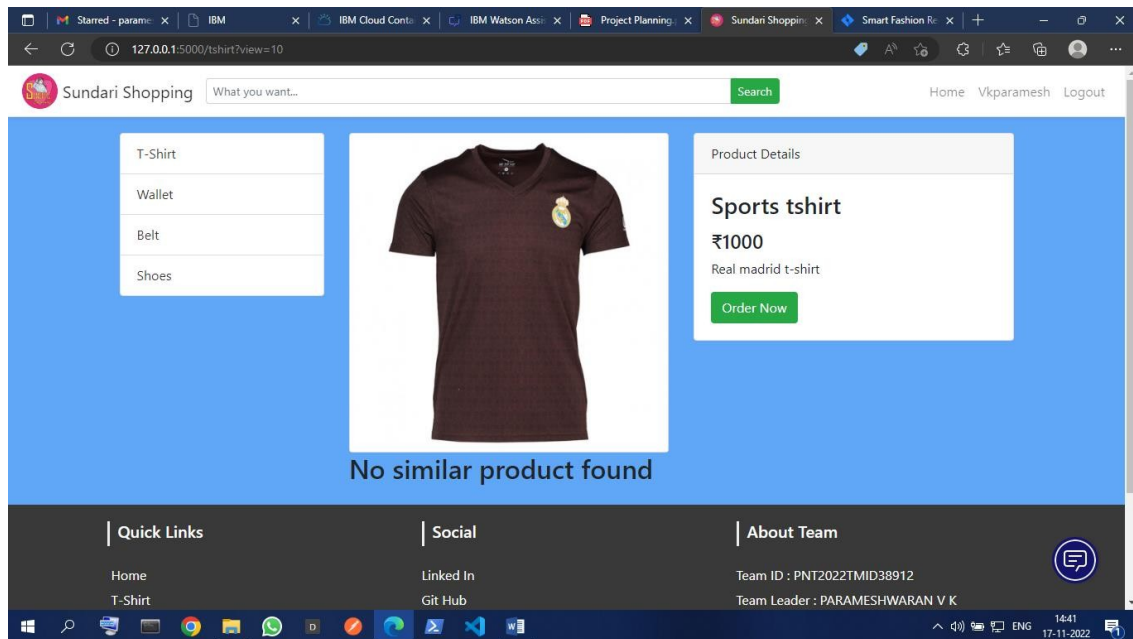 Starred - parame
IBM
IBM Cloud Conta
IBM Watson Assi
Project Planning.
Sundari Shopping
Smart Fashion Re
127.0.0.1:5000/tshirt?view=10
Sundari Shopping
What you want...
Search
Home Vkparamesh Logout
T-Shirt
Wallet
Belt
Shoes
Product Details
Sports tshirt
₹1000
Real madrid t-shirt
Order Now
No similar product found
Quick Links
Home
T-Shirt
Social
Linked In
Git Hub
About Team
Team ID : PNT2022TMID38912
Team Leader : PARAMESHWARAN V K
ENG
14:41
17-11-2022